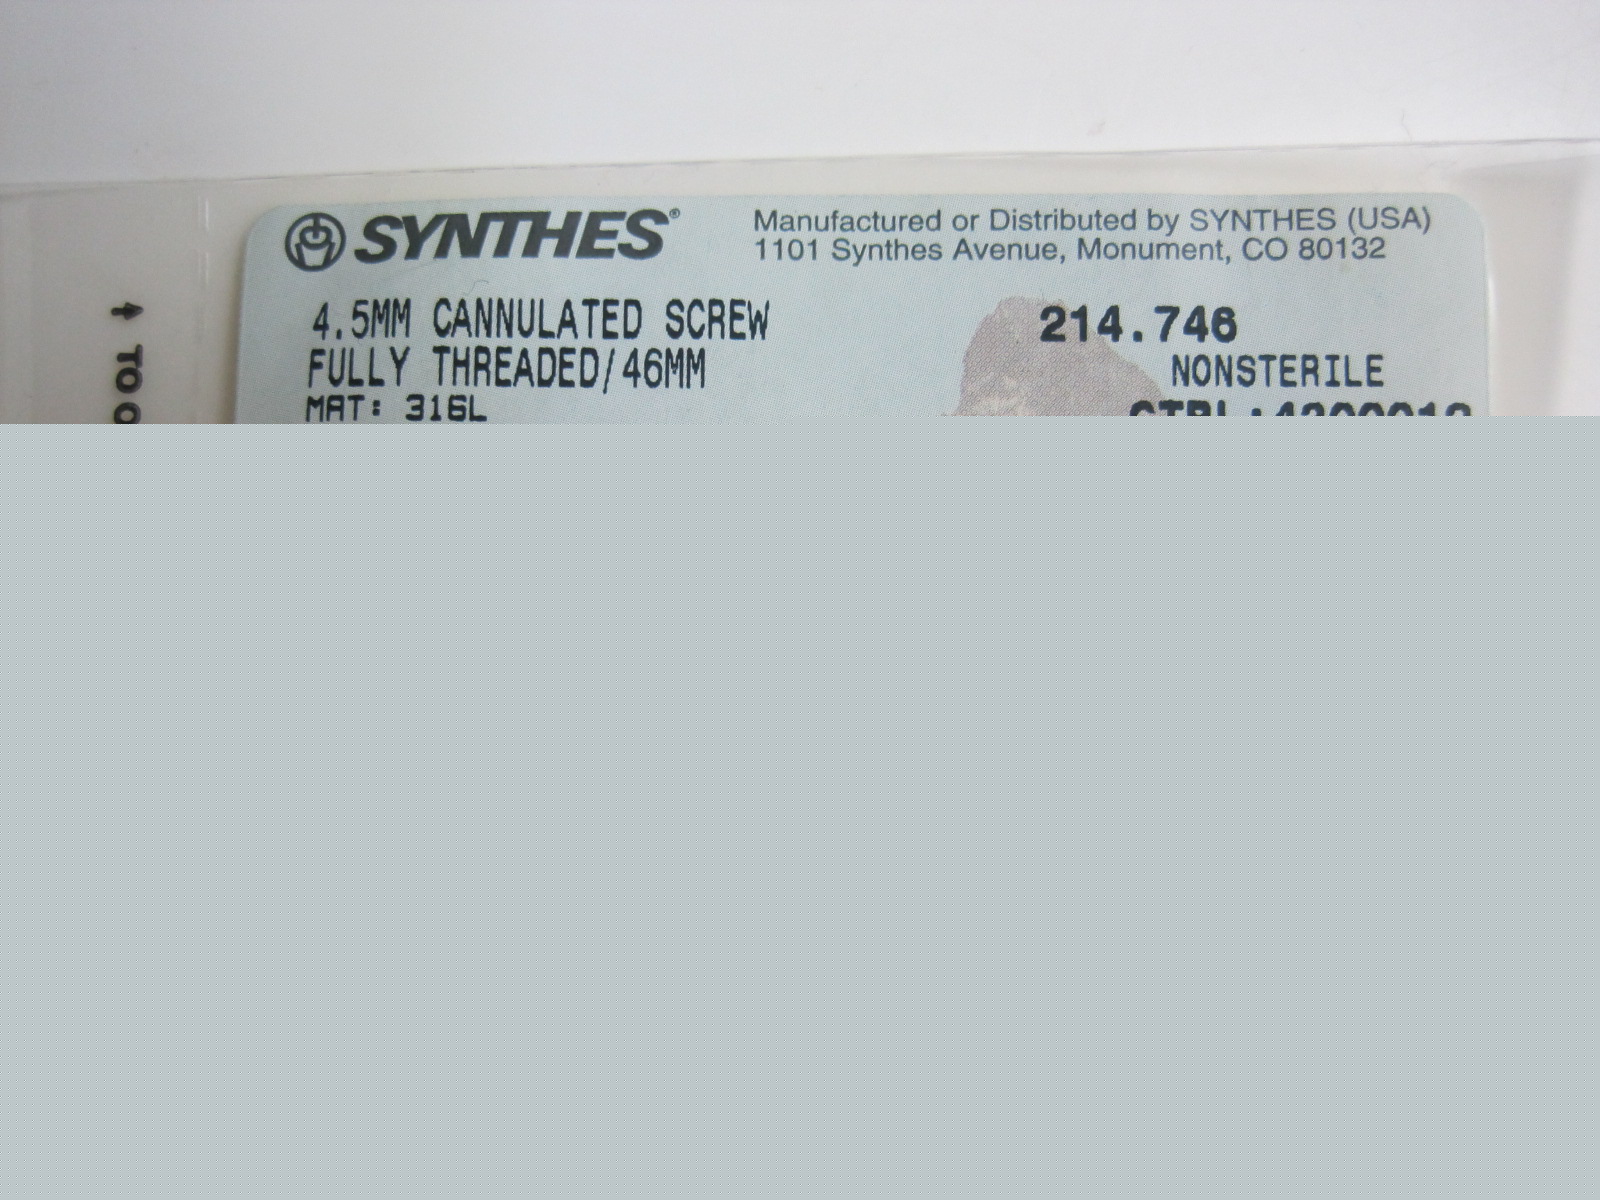 SYNTHES®
Manufactured or Distributed by SYNTHES (USA)
1101 Synthes Avenue, Monument, CO 80132
4.5MM CANNULATED SCREW
214.746
FULLY THREADED/46MM
NONSTERILE
MAT: 316L
TO